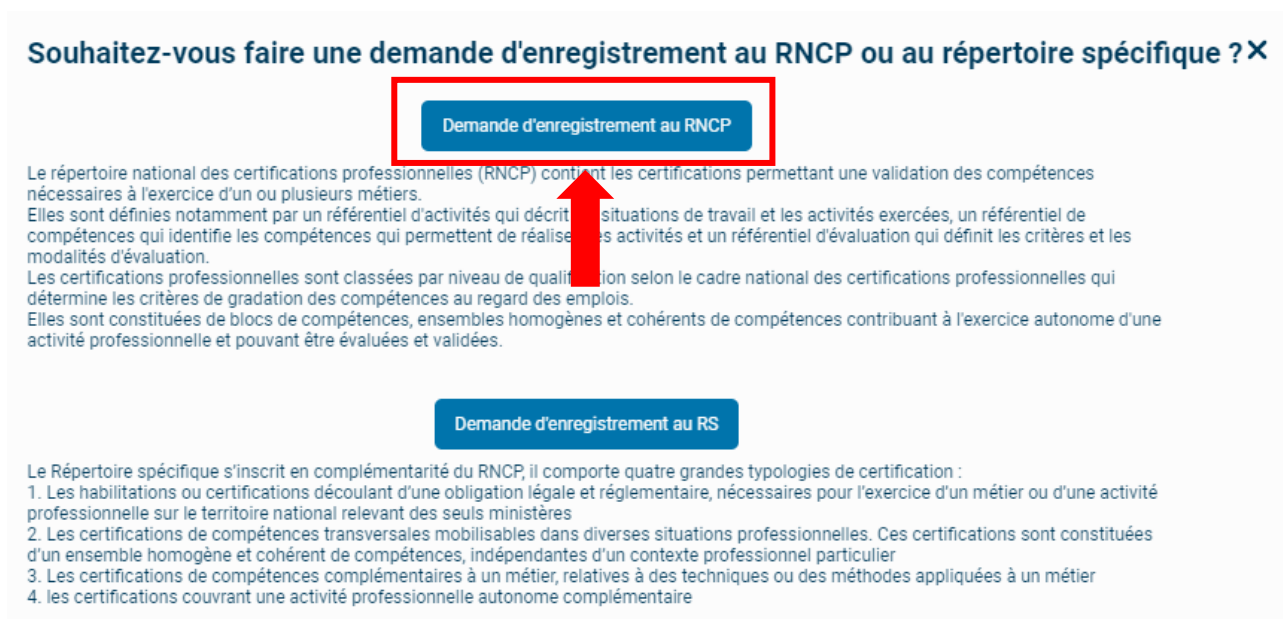 Souhaitez-vous faire une demande d'enregistrement au RNCP ou au répertoire spécifique ? ×
Demande d'enregistrement au RNCP
Le répertoire national des certifications professionnelles (RNCP) contient les certifications permettant une validation des compétences
nécessaires à l'exercice d'un ou plusieurs métiers.
Elles sont définies notamment par un référentiel d'activités qui décrit situations de travail et les activités exercées, un référentiel de
compétences qui identifie les compétences qui permettent de réaliser activités et un référentiel d'évaluation qui définit les critères et les
modalités d'évaluation.
Les certifications professionnelles sont classées par niveau de qualification selon le cadre national des certifications professionnelles qui
détermine les critères de gradation des compétences au regard des emplois.
Elles sont constituées de blocs de compétences, ensembles homogènes et cohérents de compétences contribuant à l'exercice autonome d'une
activité professionnelle et pouvant être évaluées et validées.
Demande d'enregistrement au RS
Le Répertoire spécifique s'inscrit en complémentarité du RNCP, il comporte quatre grandes typologies de certification :
1. Les habilitations ou certifications découlant d'une obligation légale et réglementaire, nécessaires pour l'exercice d'un métier ou d'une activité
professionnelle sur le territoire national relevant des seuls ministères
2. Les certifications de compétences transversales mobilisables dans diverses situations professionnelles. Ces certifications sont constituées
d'un ensemble homogène et cohérent de compétences, indépendantes d'un contexte professionnel particulier
3. Les certifications de compétences complémentaires à un métier, relatives à des techniques ou des méthodes appliquées à un métier
4. les certifications couvrant une activité professionnelle autonome complémentaire